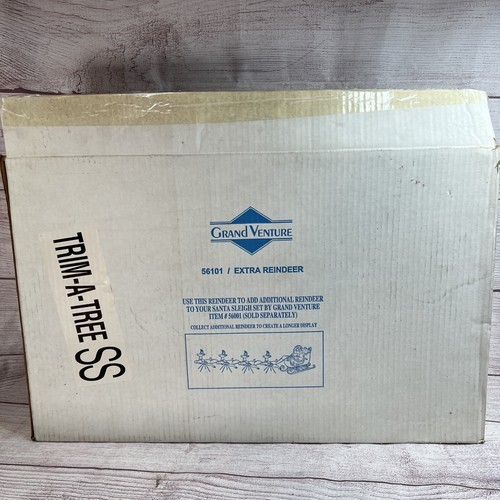 GRAND VENTURE
56101 / EXTRA REINDEER
USE THIS REINDEER TO ADD ADDITIONAL REINDEER
TO YOUR SANTA SLEIGH SET BY GRAND VENTURE
ITEM # 56001 (SOLD SEPARATELY)
COLLECT ADDITIONAL REINDEER TO CREATE A LONGER DISPLAY
TRIM-A-TREE SS